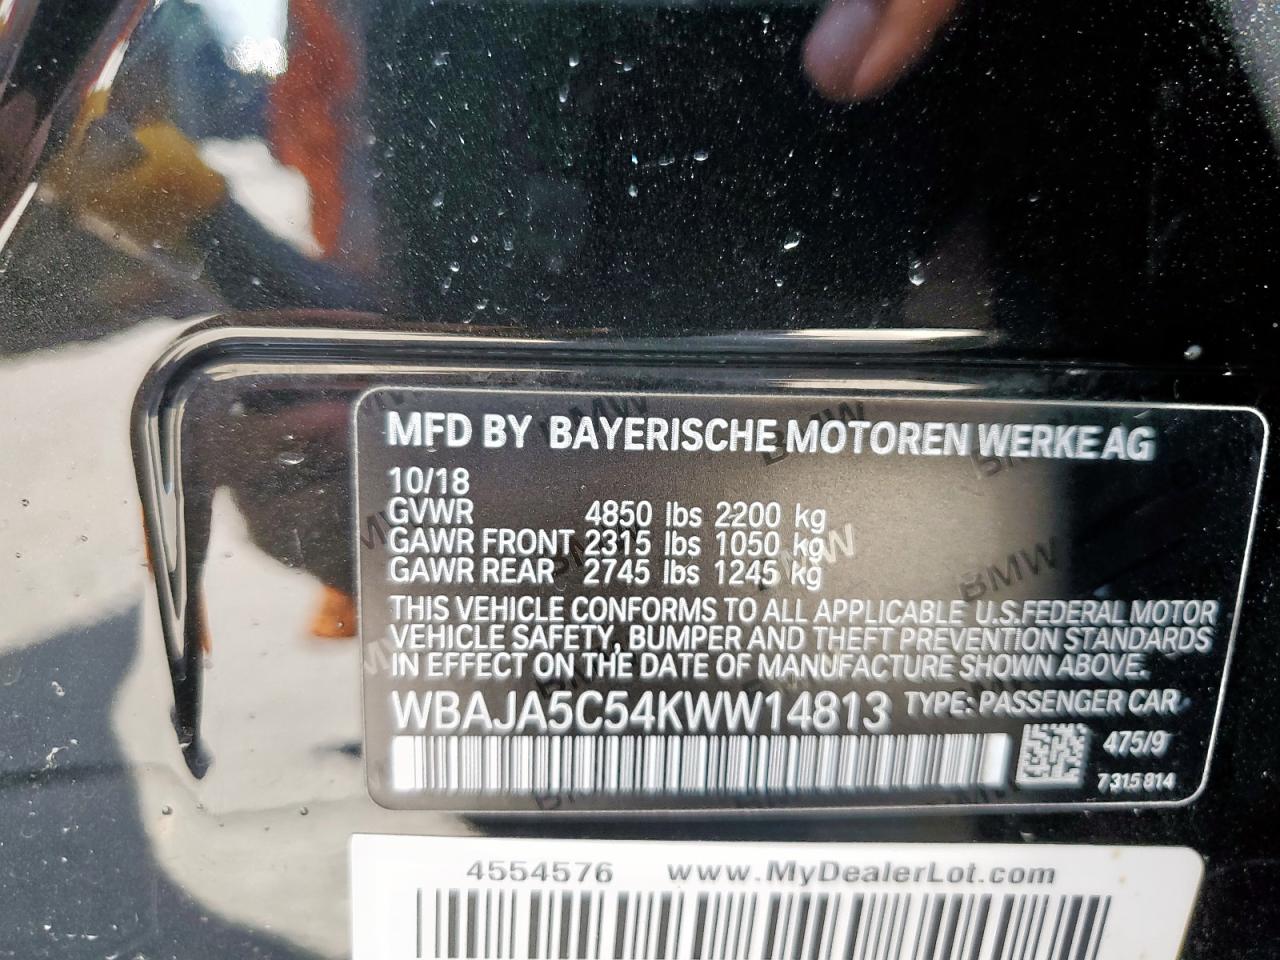 MFD BY BAYERISCHE MOTOREN WERKE AG
10/18
GVWR 4850 lbs 2200 kg
GAWR FRONT 2315 lbs 1050 kg
GAWR REAR 2745 lbs 1245 kg
THIS VEHICLE CONFORMS TO ALL APPLICABLE U.S. FEDERAL MOTOR
VEHICLE SAFETY, BUMPER AND THEFT PREVENTION STANDARDS
IN EFFECT ON THE DATE OF MANUFACTURE SHOWN ABOVE.
WBAJA5C54KWW14813 TYPE: PASSENGER CAR
475/9
7315814
4554576 www.MyDealerLot.com